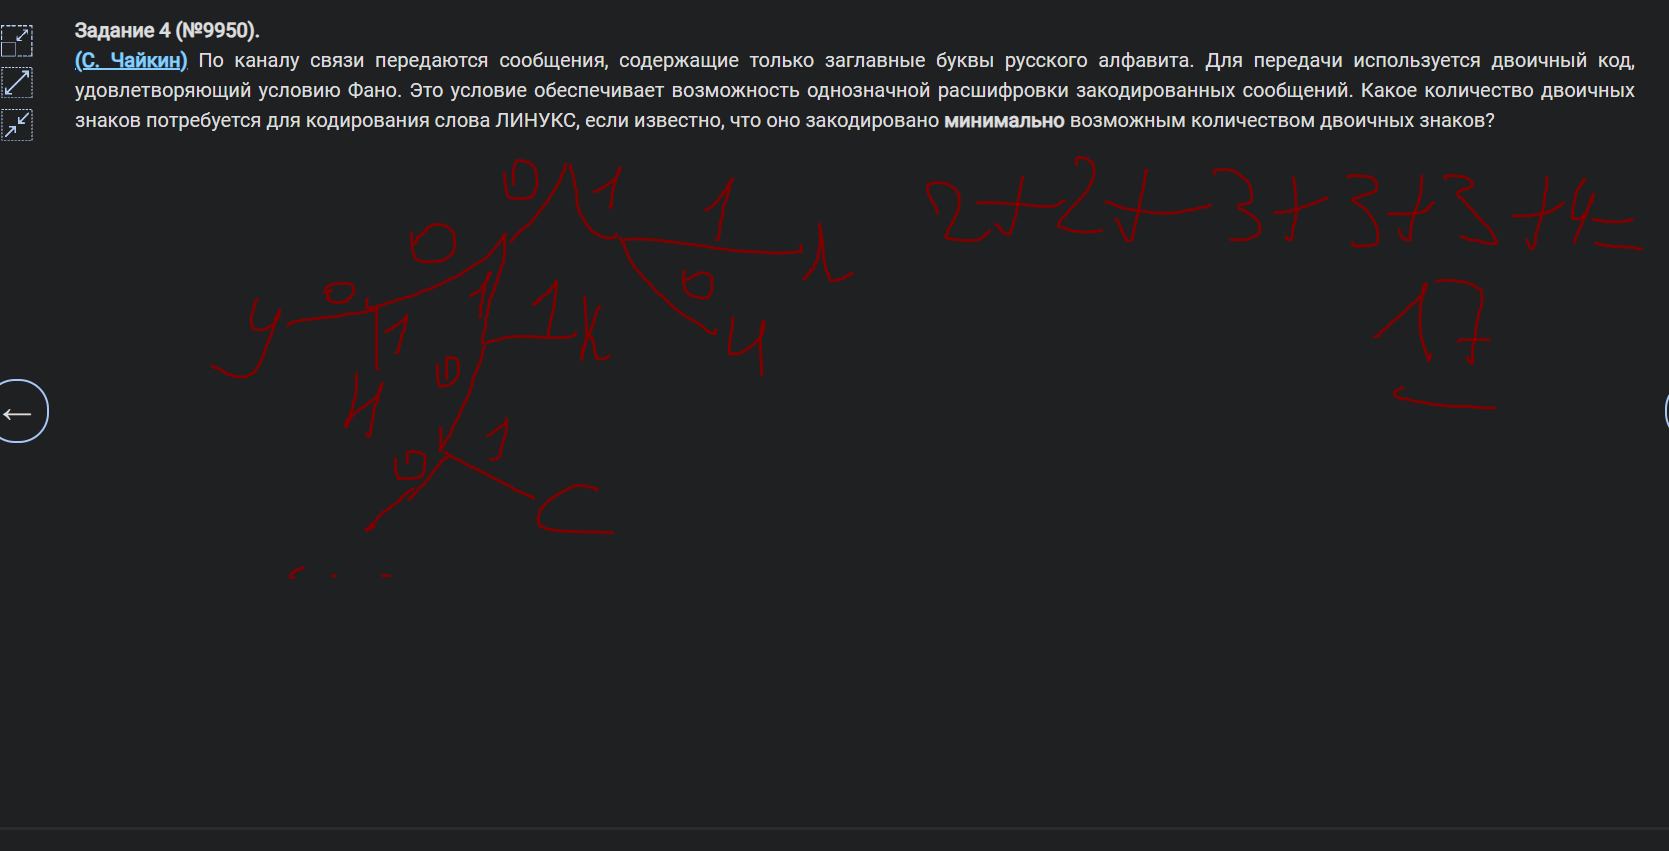 Задание 4 (№9950).
(С. Чайкин) По каналу связи передаются сообщения, содержащие только заглавные буквы русского алфавита. Для передачи используется двоичный код,
удовлетворяющий условию Фано. Это условие обеспечивает возможность однозначной расшифровки закодированных сообщений. Какое количество двоичных
знаков потребуется для кодирования слова ЛИНУКС, если известно, что оно закодировано минимально возможным количеством двоичных знаков?
0 1 1 2+2+3+3+3+4=
0 Л
0 1 1 0 17
У 1 К И
0
Н 1
0
С
....